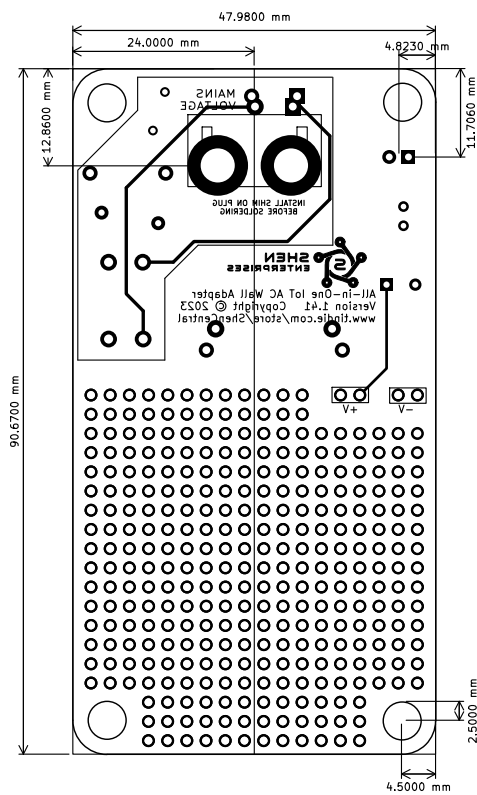 47.9800 mm
24.0000 mm
4.8230 mm
12.8600 mm
11.7060 mm
MAINS
VOLTAGE
INSTALL SHIM ON PLUG
BEFORE SOLDERING
SHEN
ENTERPRISES
S
All-in-One IoT AC Wall Adapter
Version 1.41 Copyright © 2023
www.tindie.com/store/ShenCentral
V+
V-
90.6700 mm
2.5000 mm
4.5000 mm